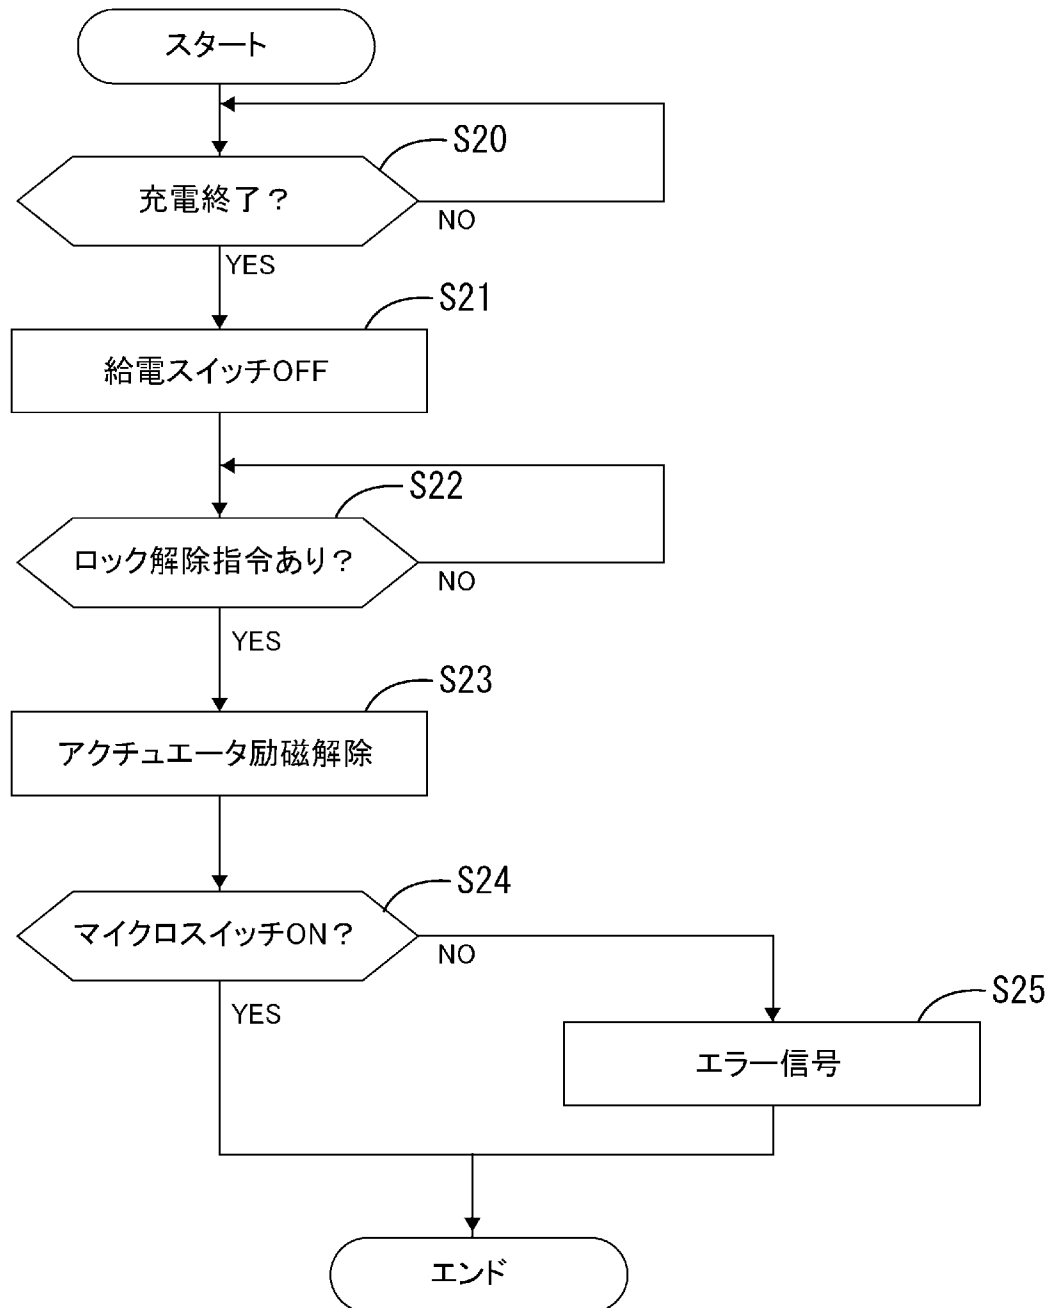 スタート
S20
充電終了?
NO
YES
S21
給電スイッチOFF
S22
ロック解除指令あり?
NO
YES
S23
アクチュエータ励磁解除
S24
マイクロスイッチON?
NO
YES
S25
エラー信号
エンド